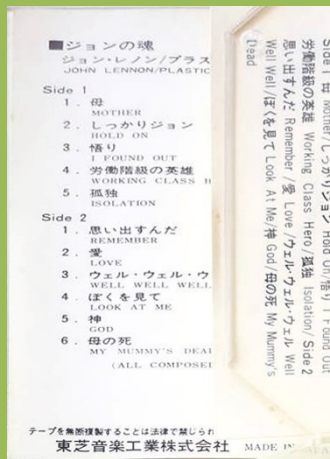 ■ジョンの魂
ジョン・レノン/プラス
JOHN LENNON/PLASTIC
Side 1
1. 母
MOTHER
2. しっかりジョン
HOLD ON
3. 悟り
I FOUND OUT
4. 労働階級の英雄
WORKING CLASS H
5. 孤独
ISOLATION
Side 2
1. 思い出すんだ
REMEMBER
2. 愛
LOVE
3. ウェル・ウェル・ウ
WELL WELL WELL
4. ぼくを見て
LOOK AT ME
5. 神
GOD
6. 母の死
MY MUMMY'S DEAD
(ALL COMPOSE
テープを無断複製することは法律で禁じられ
東芝音楽工業株式会社 MADE IN
Side 1 母 Mother/しっかりジョン Hold On/悟り I Found Out
労働階級の英雄 Working Class Hero/孤独 Isolation/Side 2
思い出すんだ Remember/愛 Love/ウェル・ウェル・ウェル Well
Well Well/ぼくを見て Look At Me/神 God/母の死 My Mummy's
Dead